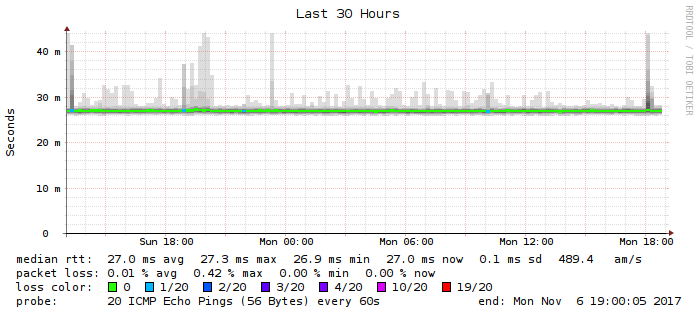 Last 30 Hours
RRDTOOL / TOBI OETIKER
Seconds
40 m
30 m
20 m
10 m
0
Sun 18:00 Mon 00:00 Mon 06:00 Mon 12:00 Mon 18:00
median rtt: 27.0 ms avg 27.3 ms max 26.9 ms min 27.0 ms now 0.1 ms sd 489.4 am/s
packet loss: 0.01 % avg 0.42 % max 0.00 % min 0.00 % now
loss color: 0 1/20 2/20 3/20 4/20 10/20 19/20
probe: 20 ICMP Echo Pings (56 Bytes) every 60s end: Mon Nov 6 19:00:05 2017